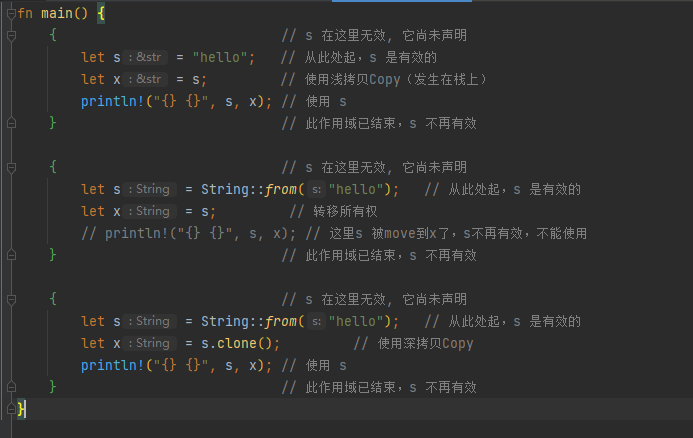 fn main() {
    {                           // s 在这里无效, 它尚未声明
        let s : &str = "hello";   // 从此处起，s 是有效的
        let x : &str = s;         // 使用浅拷贝Copy（发生在栈上）
        println!("{} {}", s, x); // 使用 s
    }                           // 此作用域已结束，s 不再有效

    {                           // s 在这里无效, 它尚未声明
        let s : String = String::from( s: "hello");   // 从此处起，s 是有效的
        let x : String = s;         // 转移所有权
        // println!("{} {}", s, x); // 这里s 被move到x了，s不再有效，不能使用
    }                           // 此作用域已结束，s 不再有效

    {                           // s 在这里无效, 它尚未声明
        let s : String = String::from( s: "hello");   // 从此处起，s 是有效的
        let x : String = s.clone();         // 使用深拷贝Copy
        println!("{} {}", s, x); // 使用 s
    }                           // 此作用域已结束，s 不再有效
}